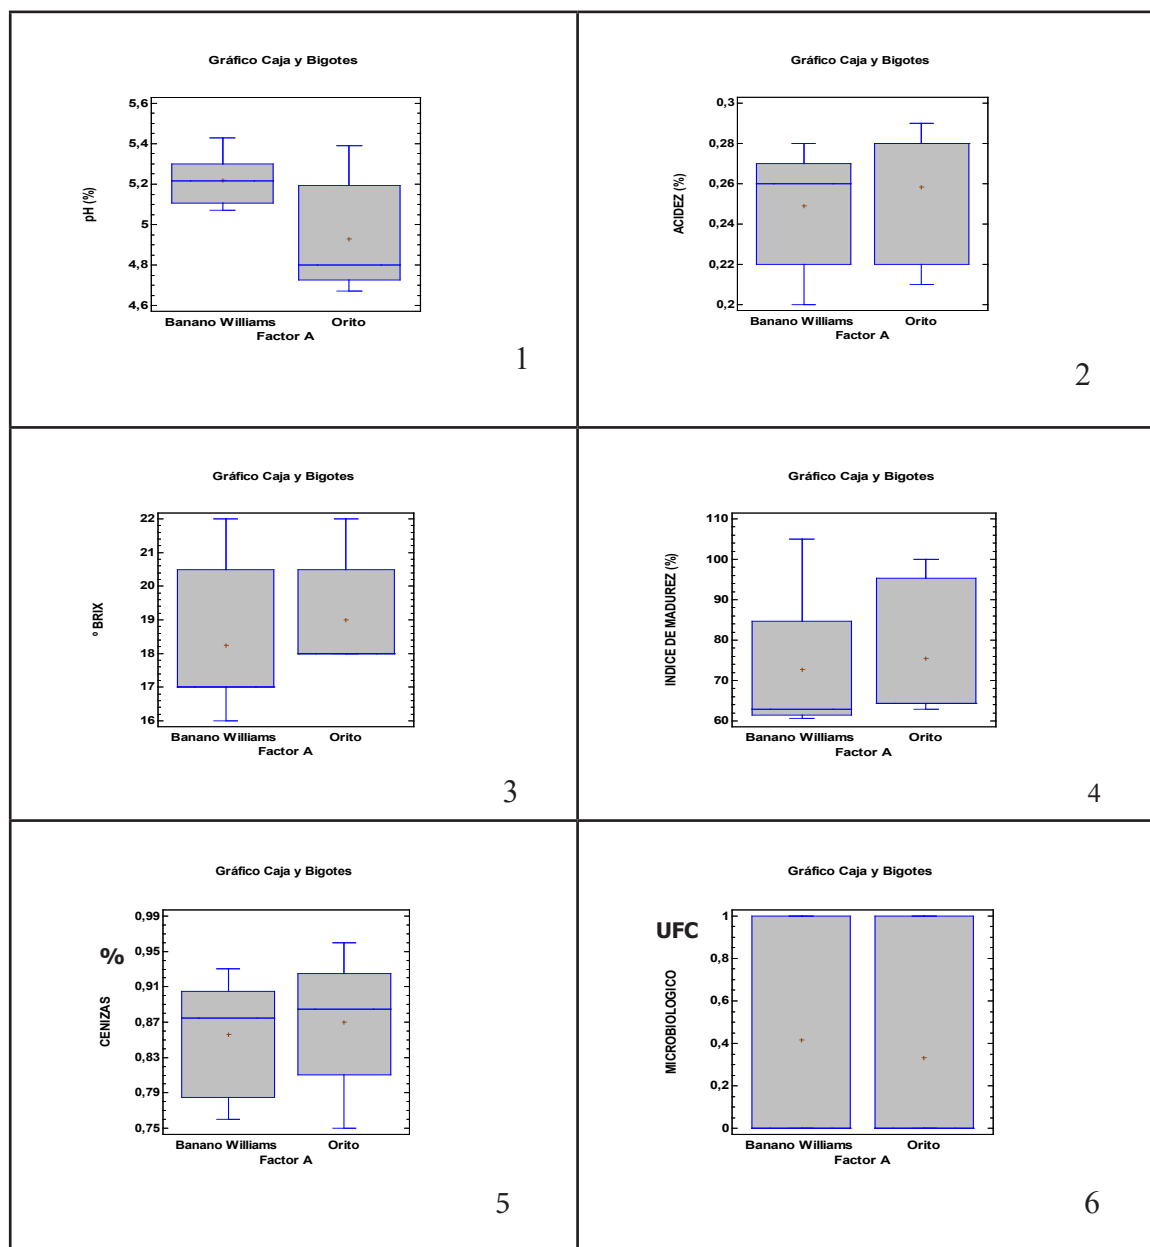 Gráfico Caja y Bigotes
5,6
5,4
5,2
5
4,8
4,6
pH (%)
Banano Williams Orito
Factor A
1
Gráfico Caja y Bigotes
0,3
0,28
0,26
0,24
0,22
0,2
ACIDEZ (%)
Banano Williams Orito
Factor A
2
Gráfico Caja y Bigotes
22
21
20
19
18
17
16
º BRIX
Banano Williams Orito
Factor A
3
Gráfico Caja y Bigotes
110
100
90
80
70
60
INDICE DE MADUREZ (%)
Banano Williams Orito
Factor A
4
Gráfico Caja y Bigotes
0,99
0,95
0,91
0,87
0,83
0,79
0,75
%
CENIZAS
Banano Williams Orito
Factor A
5
Gráfico Caja y Bigotes
1
0,8
0,6
0,4
0,2
0
UFC
MICROBIOLOGICO
Banano Williams Orito
Factor A
6